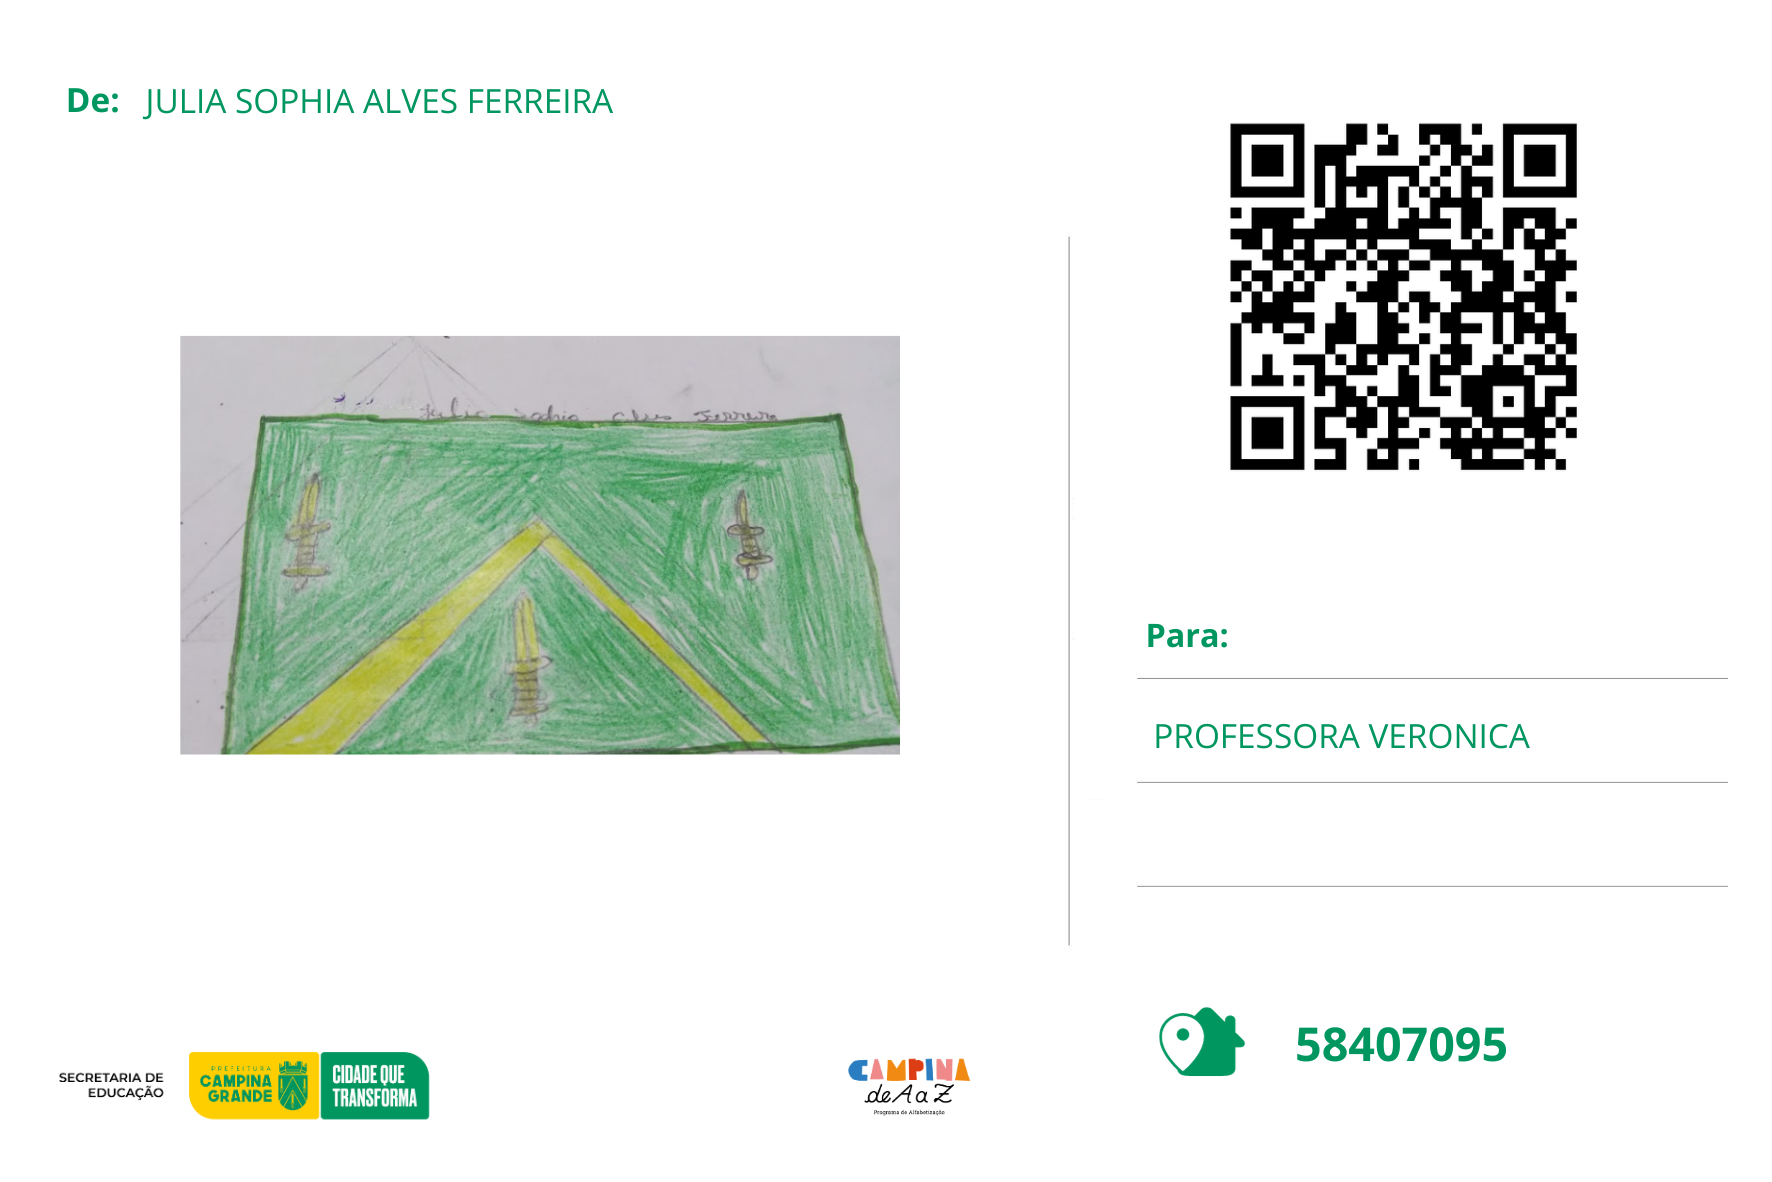 De: JULIA SOPHIA ALVES FERREIRA
Julia Sophia Alves Ferreira
Para:
PROFESSORA VERONICA
58407095
SECRETARIA DE
EDUCAÇÃO
PREFEITURA
CAMPINA
GRANDE
CIDADE QUE
TRANSFORMA
CAMPINA
de A a Z
Programa de Alfabetização